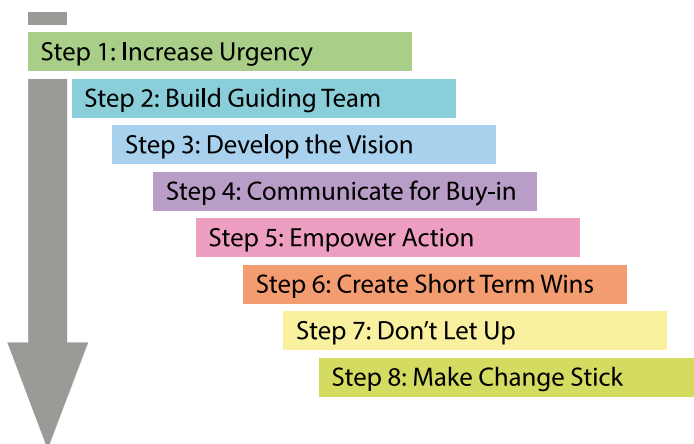 Step 1: Increase Urgency
Step 2: Build Guiding Team
Step 3: Develop the Vision
Step 4: Communicate for Buy-in
Step 5: Empower Action
Step 6: Create Short Term Wins
Step 7: Don’t Let Up
Step 8: Make Change Stick